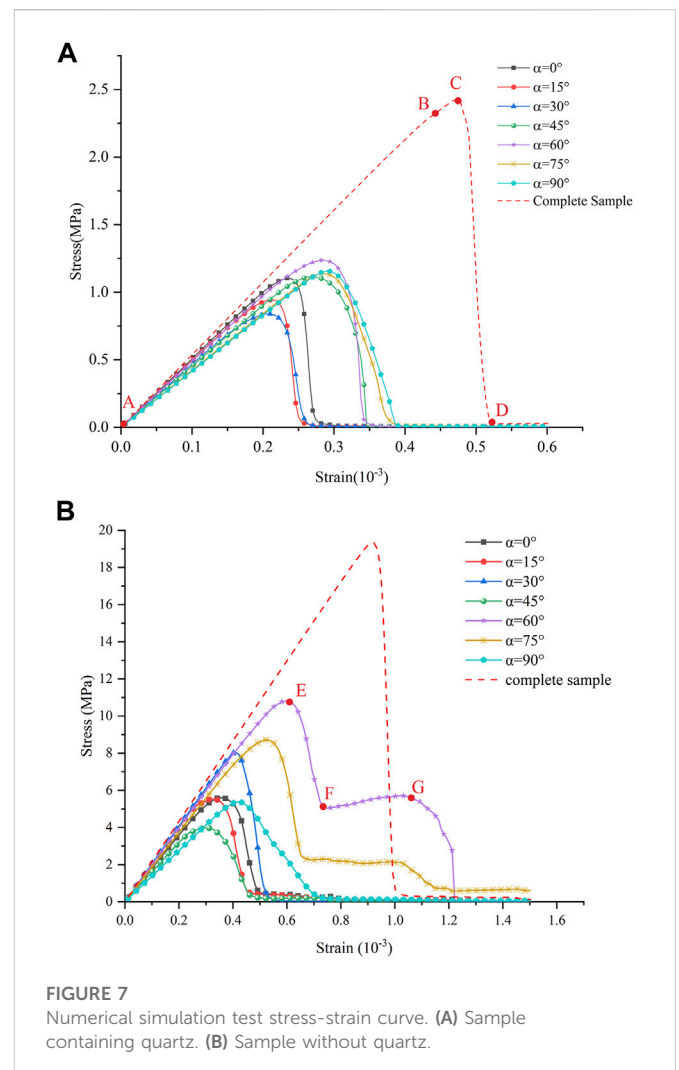 A
B
C
α=0°
α=15°
α=30°
α=45°
α=60°
α=75°
α=90°
Complete Sample
2.5
2.0
1.5
1.0
0.5
0.0
Stress(MPa)
A
D
0.0 0.1 0.2 0.3 0.4 0.5 0.6
Strain(10⁻³)
B
20
18
16
14
12
10
8
6
4
2
0
Stress (MPa)
α=0°
α=15°
α=30°
α=45°
α=60°
α=75°
α=90°
complete sample
E
F
G
0.0 0.2 0.4 0.6 0.8 1.0 1.2 1.4 1.6
Strain (10⁻³)
FIGURE 7
Numerical simulation test stress-strain curve. (A) Sample
containing quartz. (B) Sample without quartz.